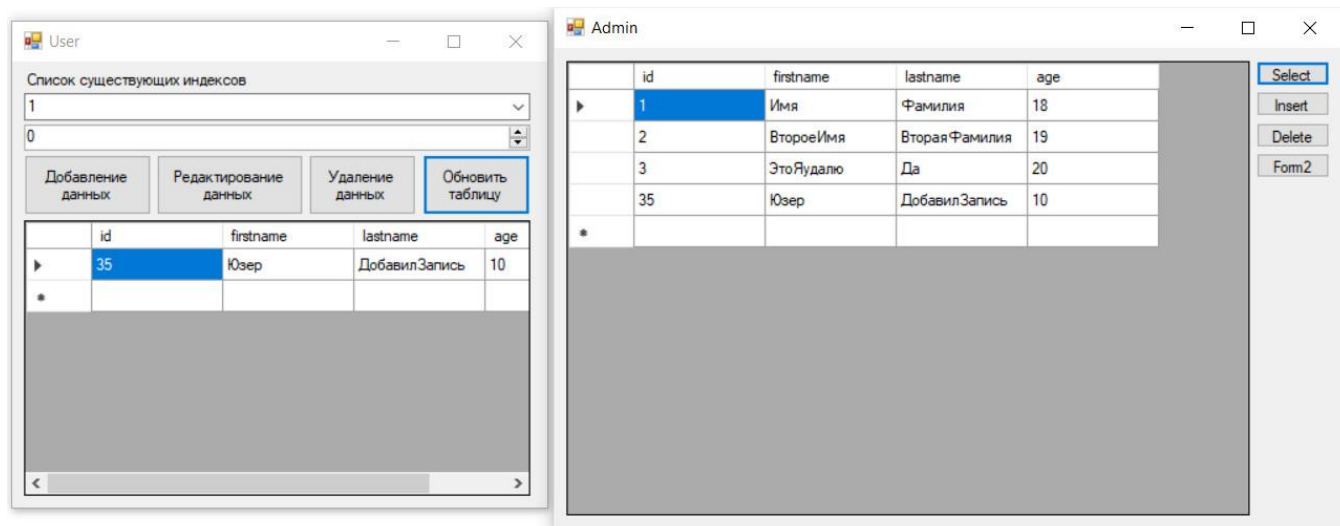 User
Список существующих индексов
1
0
Добавление
данных
Редактирование
данных
Удаление
данных
Обновить
таблицу
id firstname lastname age
35 Юзер ДобавилЗапись 10
Admin
id firstname lastname age
1 Имя Фамилия 18
2 ВтороеИмя ВтораяФамилия 19
3 ЭтоЯудалю Да 20
35 Юзер ДобавилЗапись 10
Select
Insert
Delete
Form2